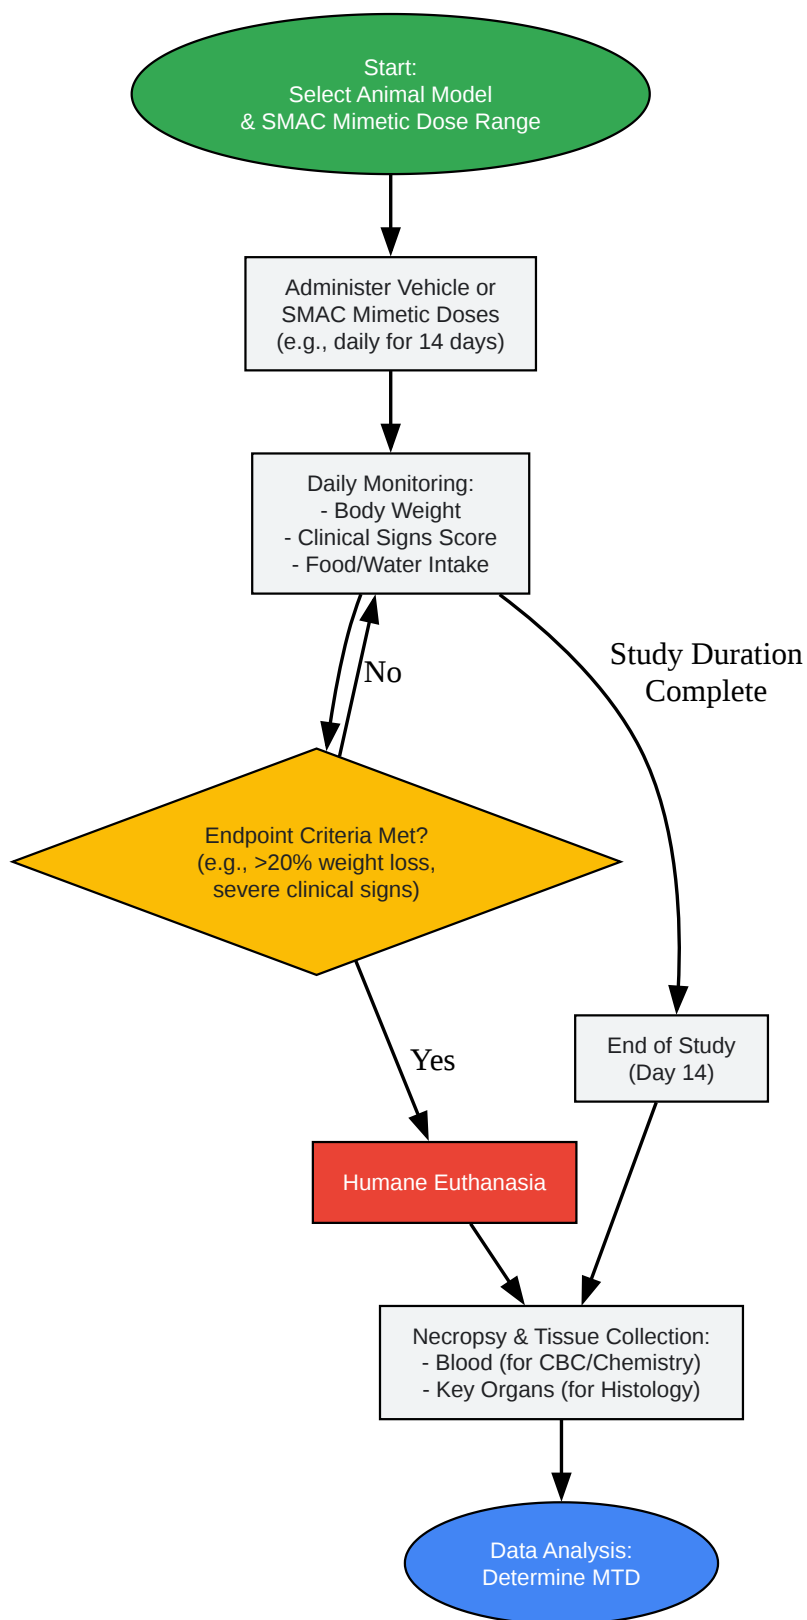 Start:
Select Animal Model
& SMAC Mimetic Dose Range
Administer Vehicle or
SMAC Mimetic Doses
(e.g., daily for 14 days)
Daily Monitoring:
- Body Weight
- Clinical Signs Score
- Food/Water Intake
No
Study Duration
Complete
Endpoint Criteria Met?
(e.g., >20% weight loss,
severe clinical signs)
Yes
End of Study
(Day 14)
Humane Euthanasia
Necropsy & Tissue Collection:
- Blood (for CBC/Chemistry)
- Key Organs (for Histology)
Data Analysis:
Determine MTD